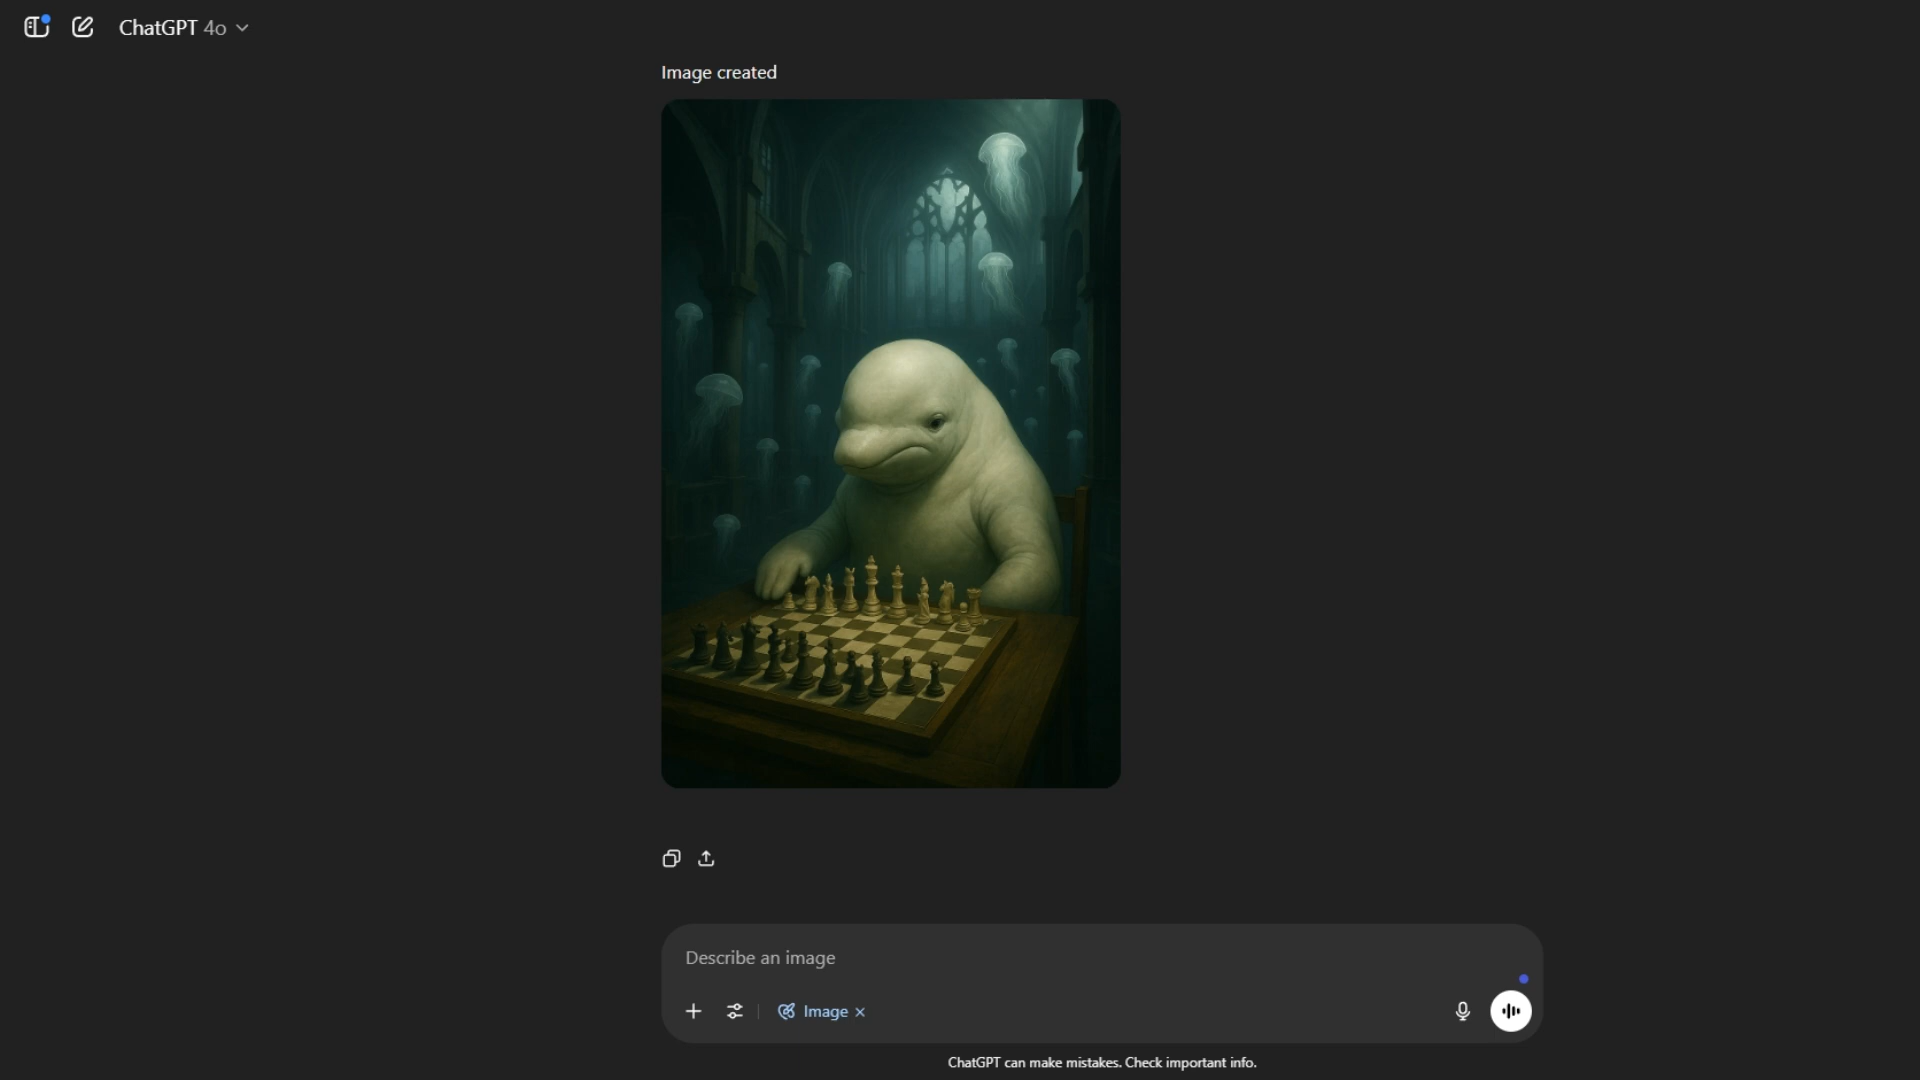 ChatGPT 4o
Image created
Describe an image
Image
ChatGPT can make mistakes. Check important info.